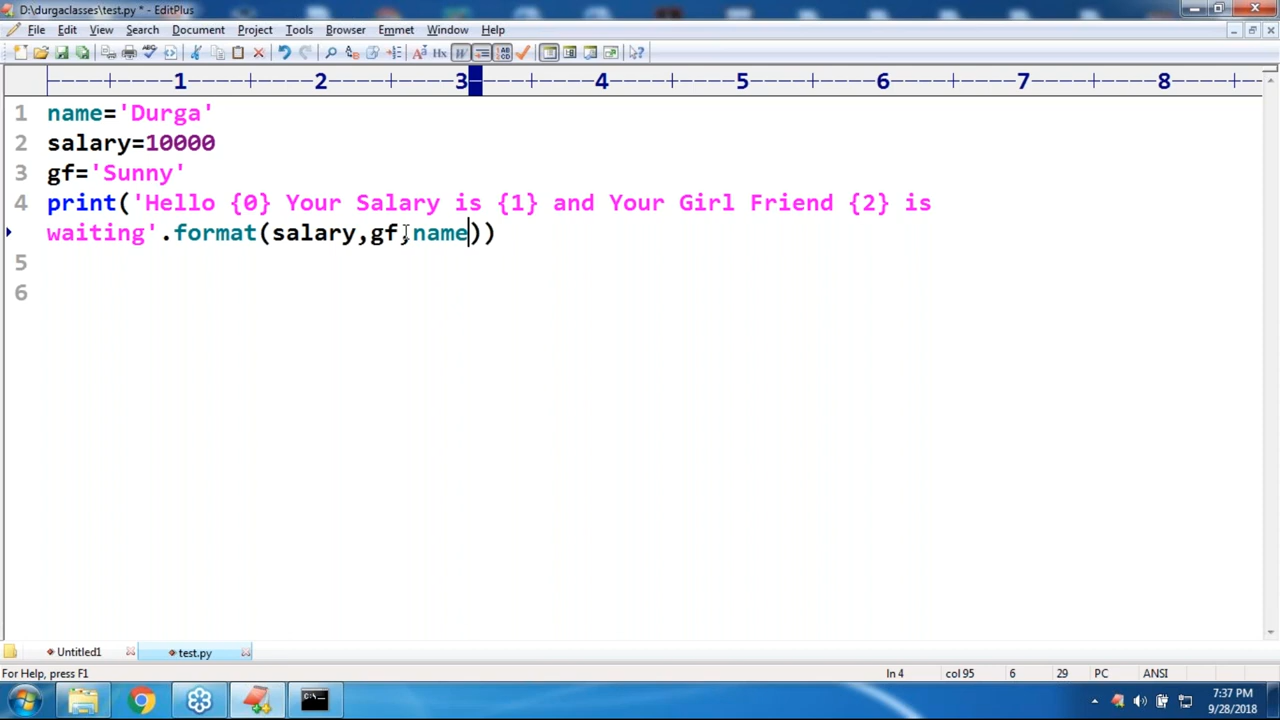 D:\durgaclasses\test.py * - EditPlus
File Edit View Search Document Project Tools Browser Emmet Window Help
----+----1----+----2----+----3----+----4----+----5----+----6----+----7----+----8----+-
1 name='Durga'
2 salary=10000
3 gf='Sunny'
4 print('Hello {0} Your Salary is {1} and Your Girl Friend {2} is
waiting'.format(salary,gf,name))
5
6
Untitled1 test.py
For Help, press F1 ln 4 col 95 6 29 PC ANSI
7:37 PM
9/28/2018